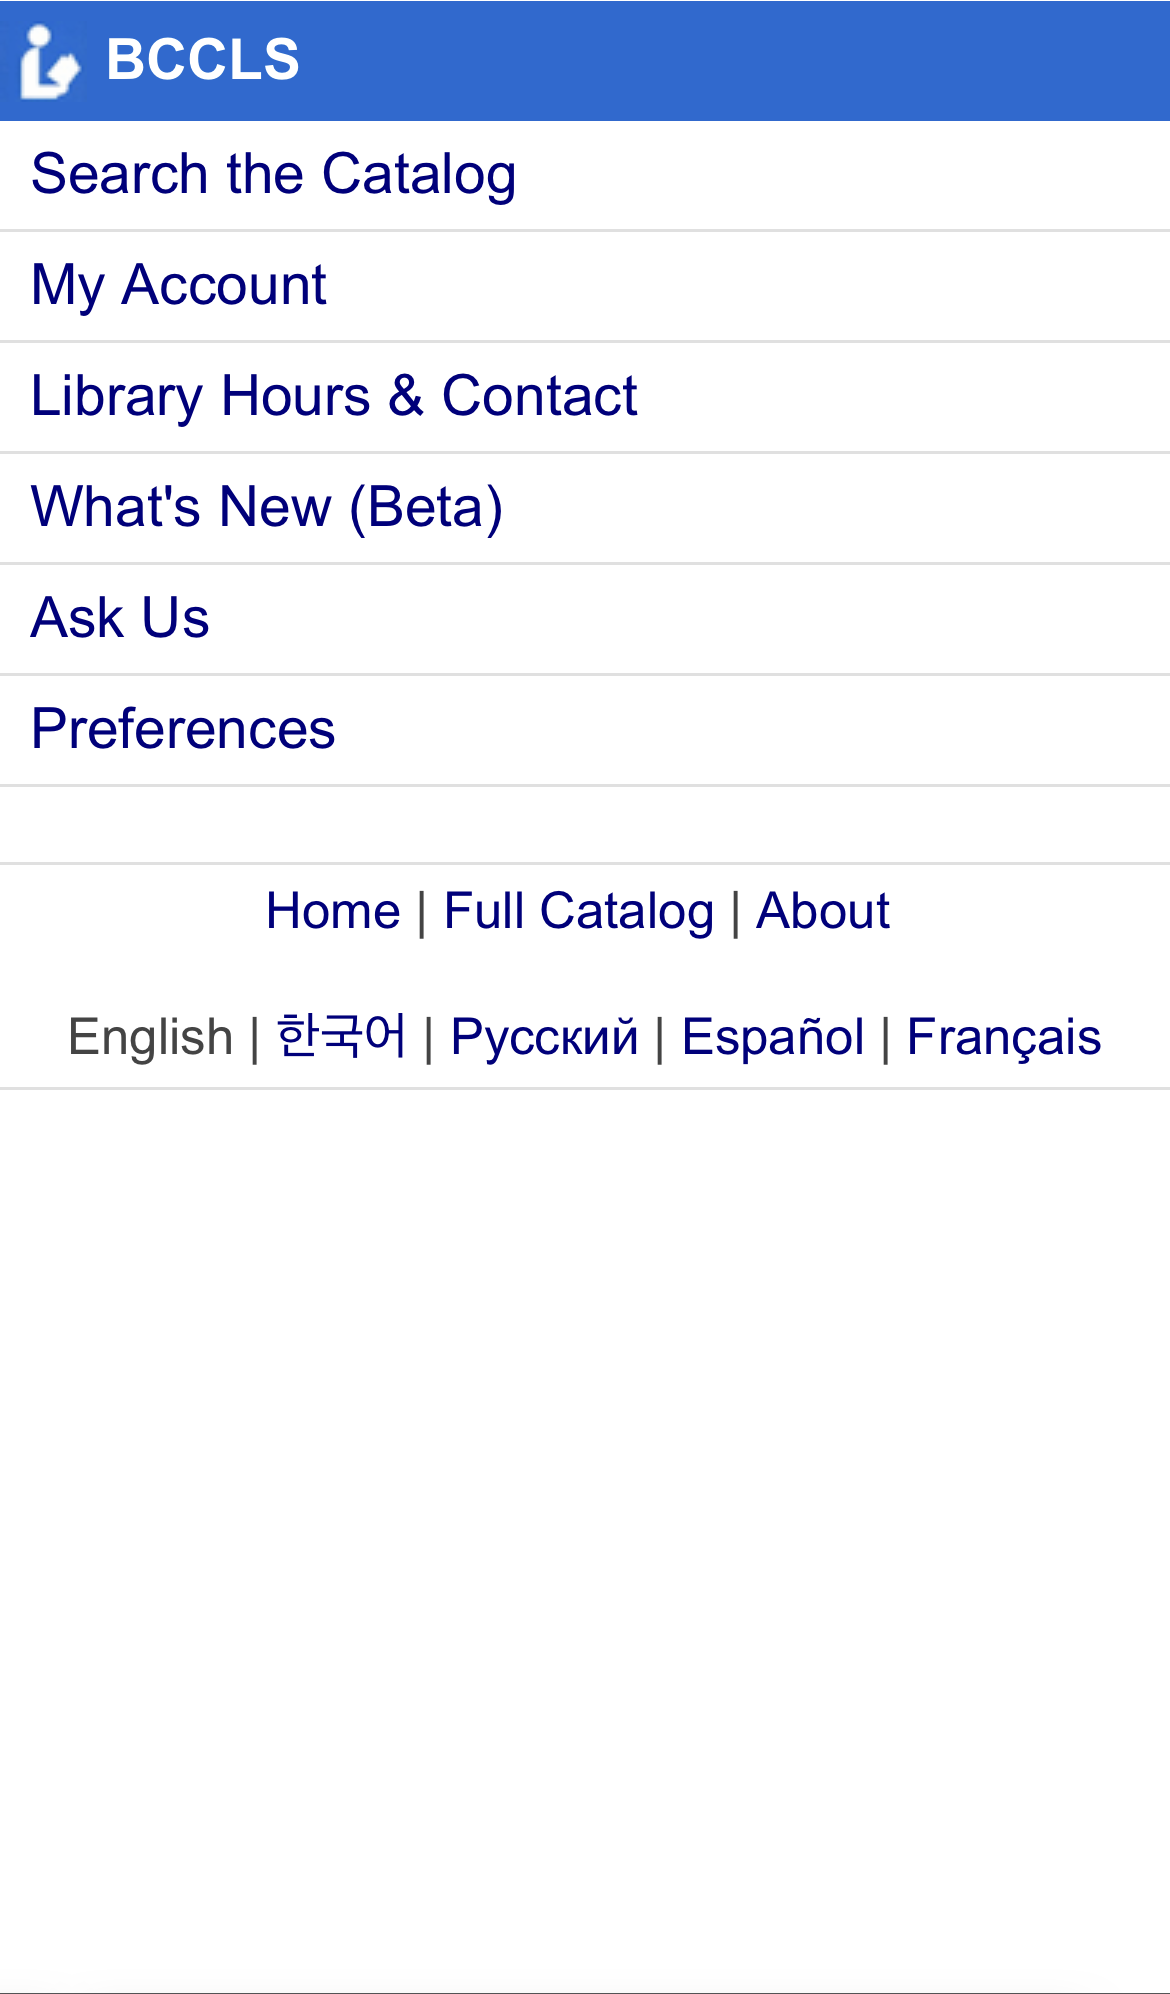 BCCLS
Search the Catalog
My Account
Library Hours & Contact
What's New (Beta)
Ask Us
Preferences
Home | Full Catalog | About
English | 한국어 | Русский | Español | Français